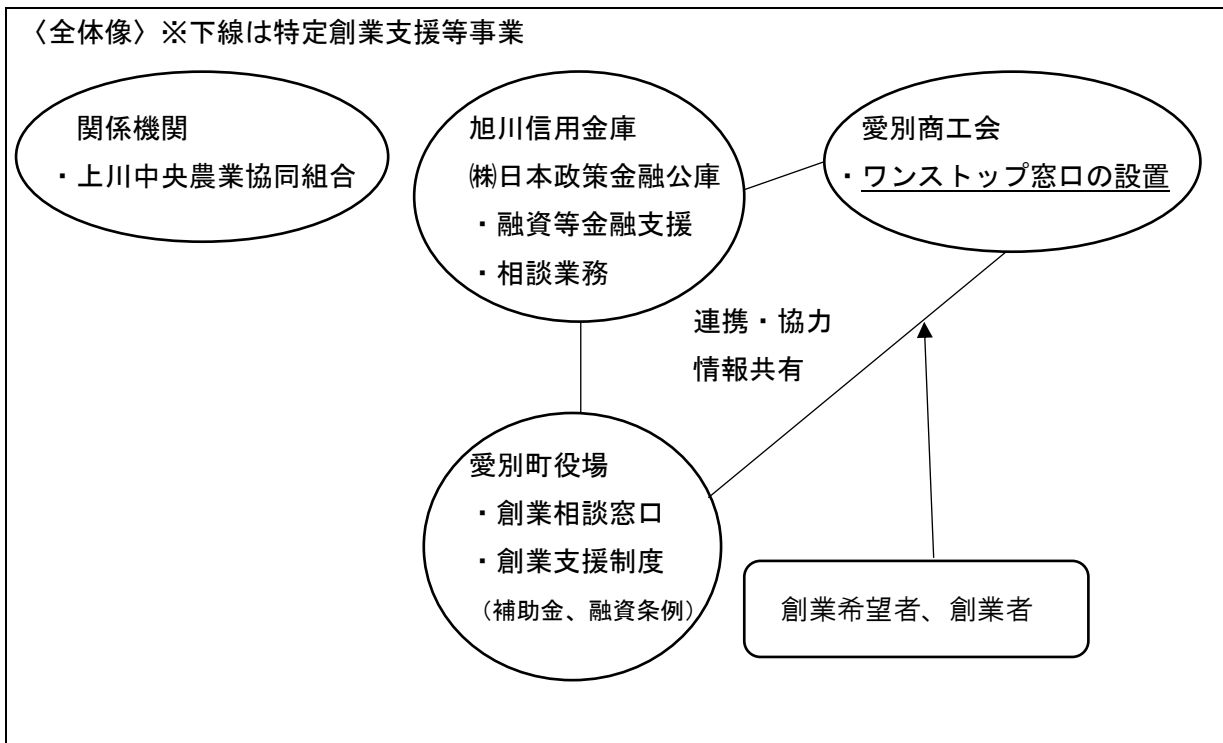 〈全体像〉※下線は特定創業支援等事業
関係機関
・上川中央農業協同組合
旭川信用金庫
㈱日本政策金融公庫
・融資等金融支援
・相談業務
愛別商工会
・ワンストップ窓口の設置
連携・協力
情報共有
愛別町役場
・創業相談窓口
・創業支援制度
（補助金、融資条例）
創業希望者、創業者